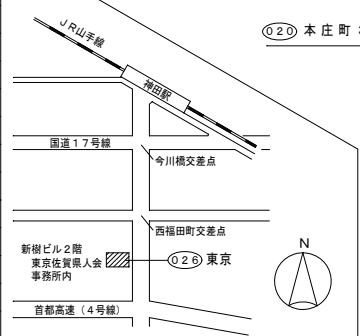 ０２０ 本庄町
ＪＲ山手線
神田駅
国道１７号線
今川橋交差点
西福田町交差点
新樹ビル２階
東京佐賀県人会
事務所内
０２６ 東京
N
首都高速（４号線）